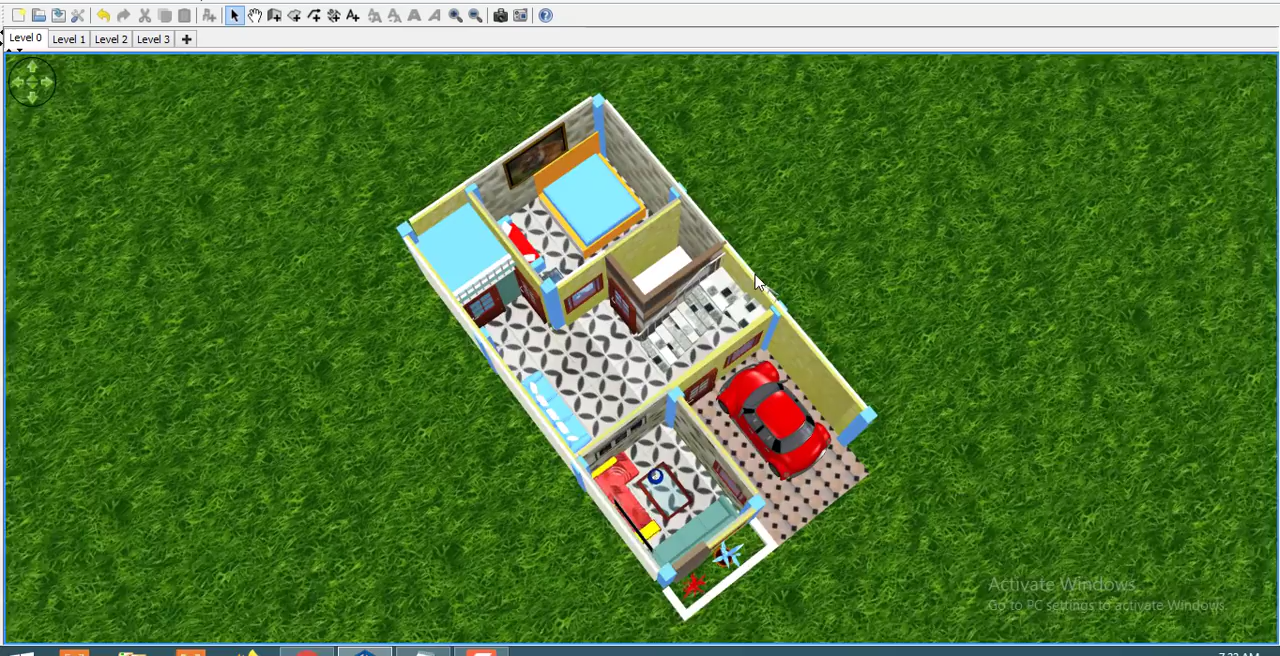 Level 0 Level 1 Level 2 Level 3
Activate Windows
Go to PC settings to activate Windows.